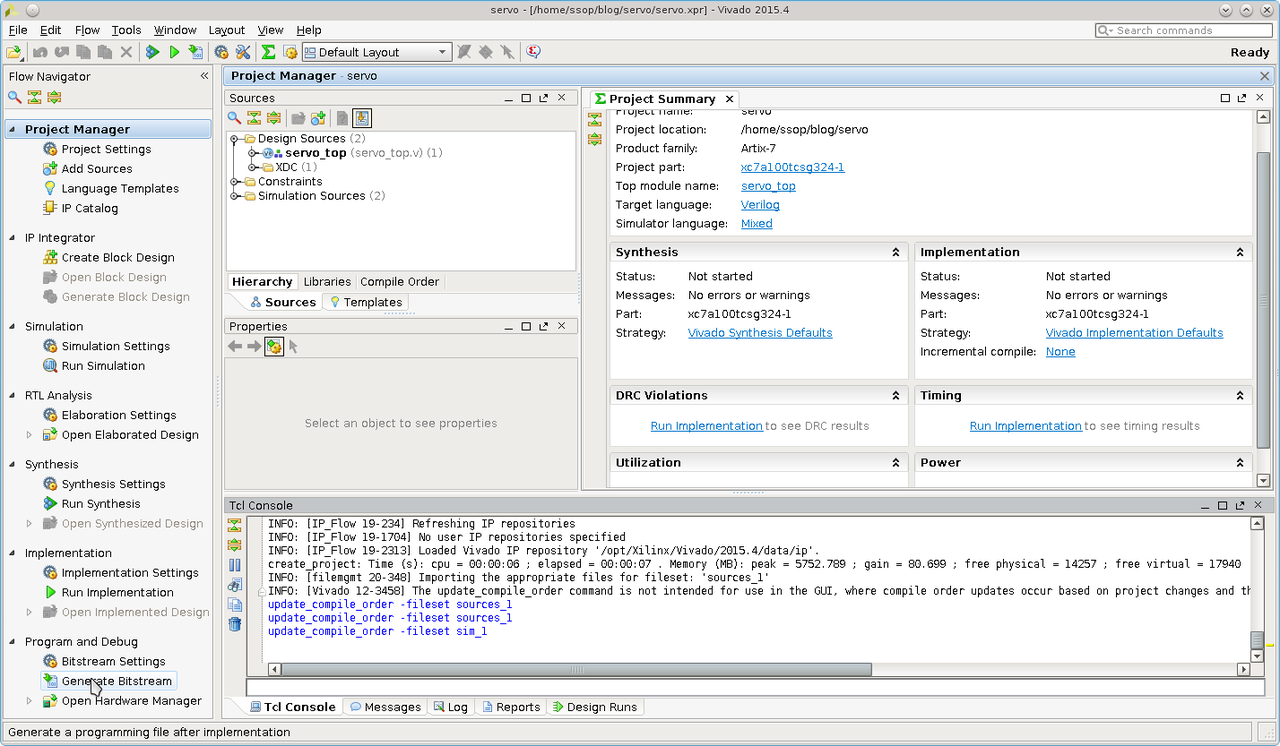 servo - [/home/ssop/blog/servo/servo.xpr] - Vivado 2015.4
File Edit Flow Tools Window Layout View Help
Search commands
Default Layout
Ready
Flow Navigator
Project Manager
Project Settings
Add Sources
Language Templates
IP Catalog
IP Integrator
Create Block Design
Open Block Design
Generate Block Design
Simulation
Simulation Settings
Run Simulation
RTL Analysis
Elaboration Settings
Open Elaborated Design
Synthesis
Synthesis Settings
Run Synthesis
Open Synthesized Design
Implementation
Implementation Settings
Run Implementation
Open Implemented Design
Program and Debug
Bitstream Settings
Generate Bitstream
Open Hardware Manager
Project Manager - servo
Sources
Design Sources (2)
servo_top (servo_top.v) (1)
XDC (1)
Constraints
Simulation Sources (2)
Hierarchy Libraries Compile Order
Sources Templates
Properties
Select an object to see properties
Project Summary
Project name: servo
Project location: /home/ssop/blog/servo
Product family: Artix-7
Project part: xc7a100tcsg324-1
Top module name: servo_top
Target language: Verilog
Simulator language: Mixed
Synthesis
Status: Not started
Messages: No errors or warnings
Part: xc7a100tcsg324-1
Strategy: Vivado Synthesis Defaults
Implementation
Status: Not started
Messages: No errors or warnings
Part: xc7a100tcsg324-1
Strategy: Vivado Implementation Defaults
Incremental compile: None
DRC Violations
Run Implementation to see DRC results
Timing
Run Implementation to see timing results
Utilization
Power
Tcl Console
INFO: [IP_Flow 19-234] Refreshing IP repositories
INFO: [IP_Flow 19-1704] No user IP repositories specified
INFO: [IP_Flow 19-2313] Loaded Vivado IP repository '/opt/Xilinx/Vivado/2015.4/data/ip'.
create_project: Time (s): cpu = 00:00:06 ; elapsed = 00:00:07 . Memory (MB): peak = 5752.789 ; gain = 80.699 ; free physical = 14257 ; free virtual = 17940
INFO: [filemgmt 20-348] Importing the appropriate files for fileset: 'sources_1'
INFO: [Vivado 12-3458] The update_compile_order command is not intended for use in the GUI, where compile order updates occur based on project changes and th
update_compile_order -fileset sources_1
update_compile_order -fileset sources_1
update_compile_order -fileset sim_1
Tcl Console Messages Log Reports Design Runs
Generate a programming file after implementation